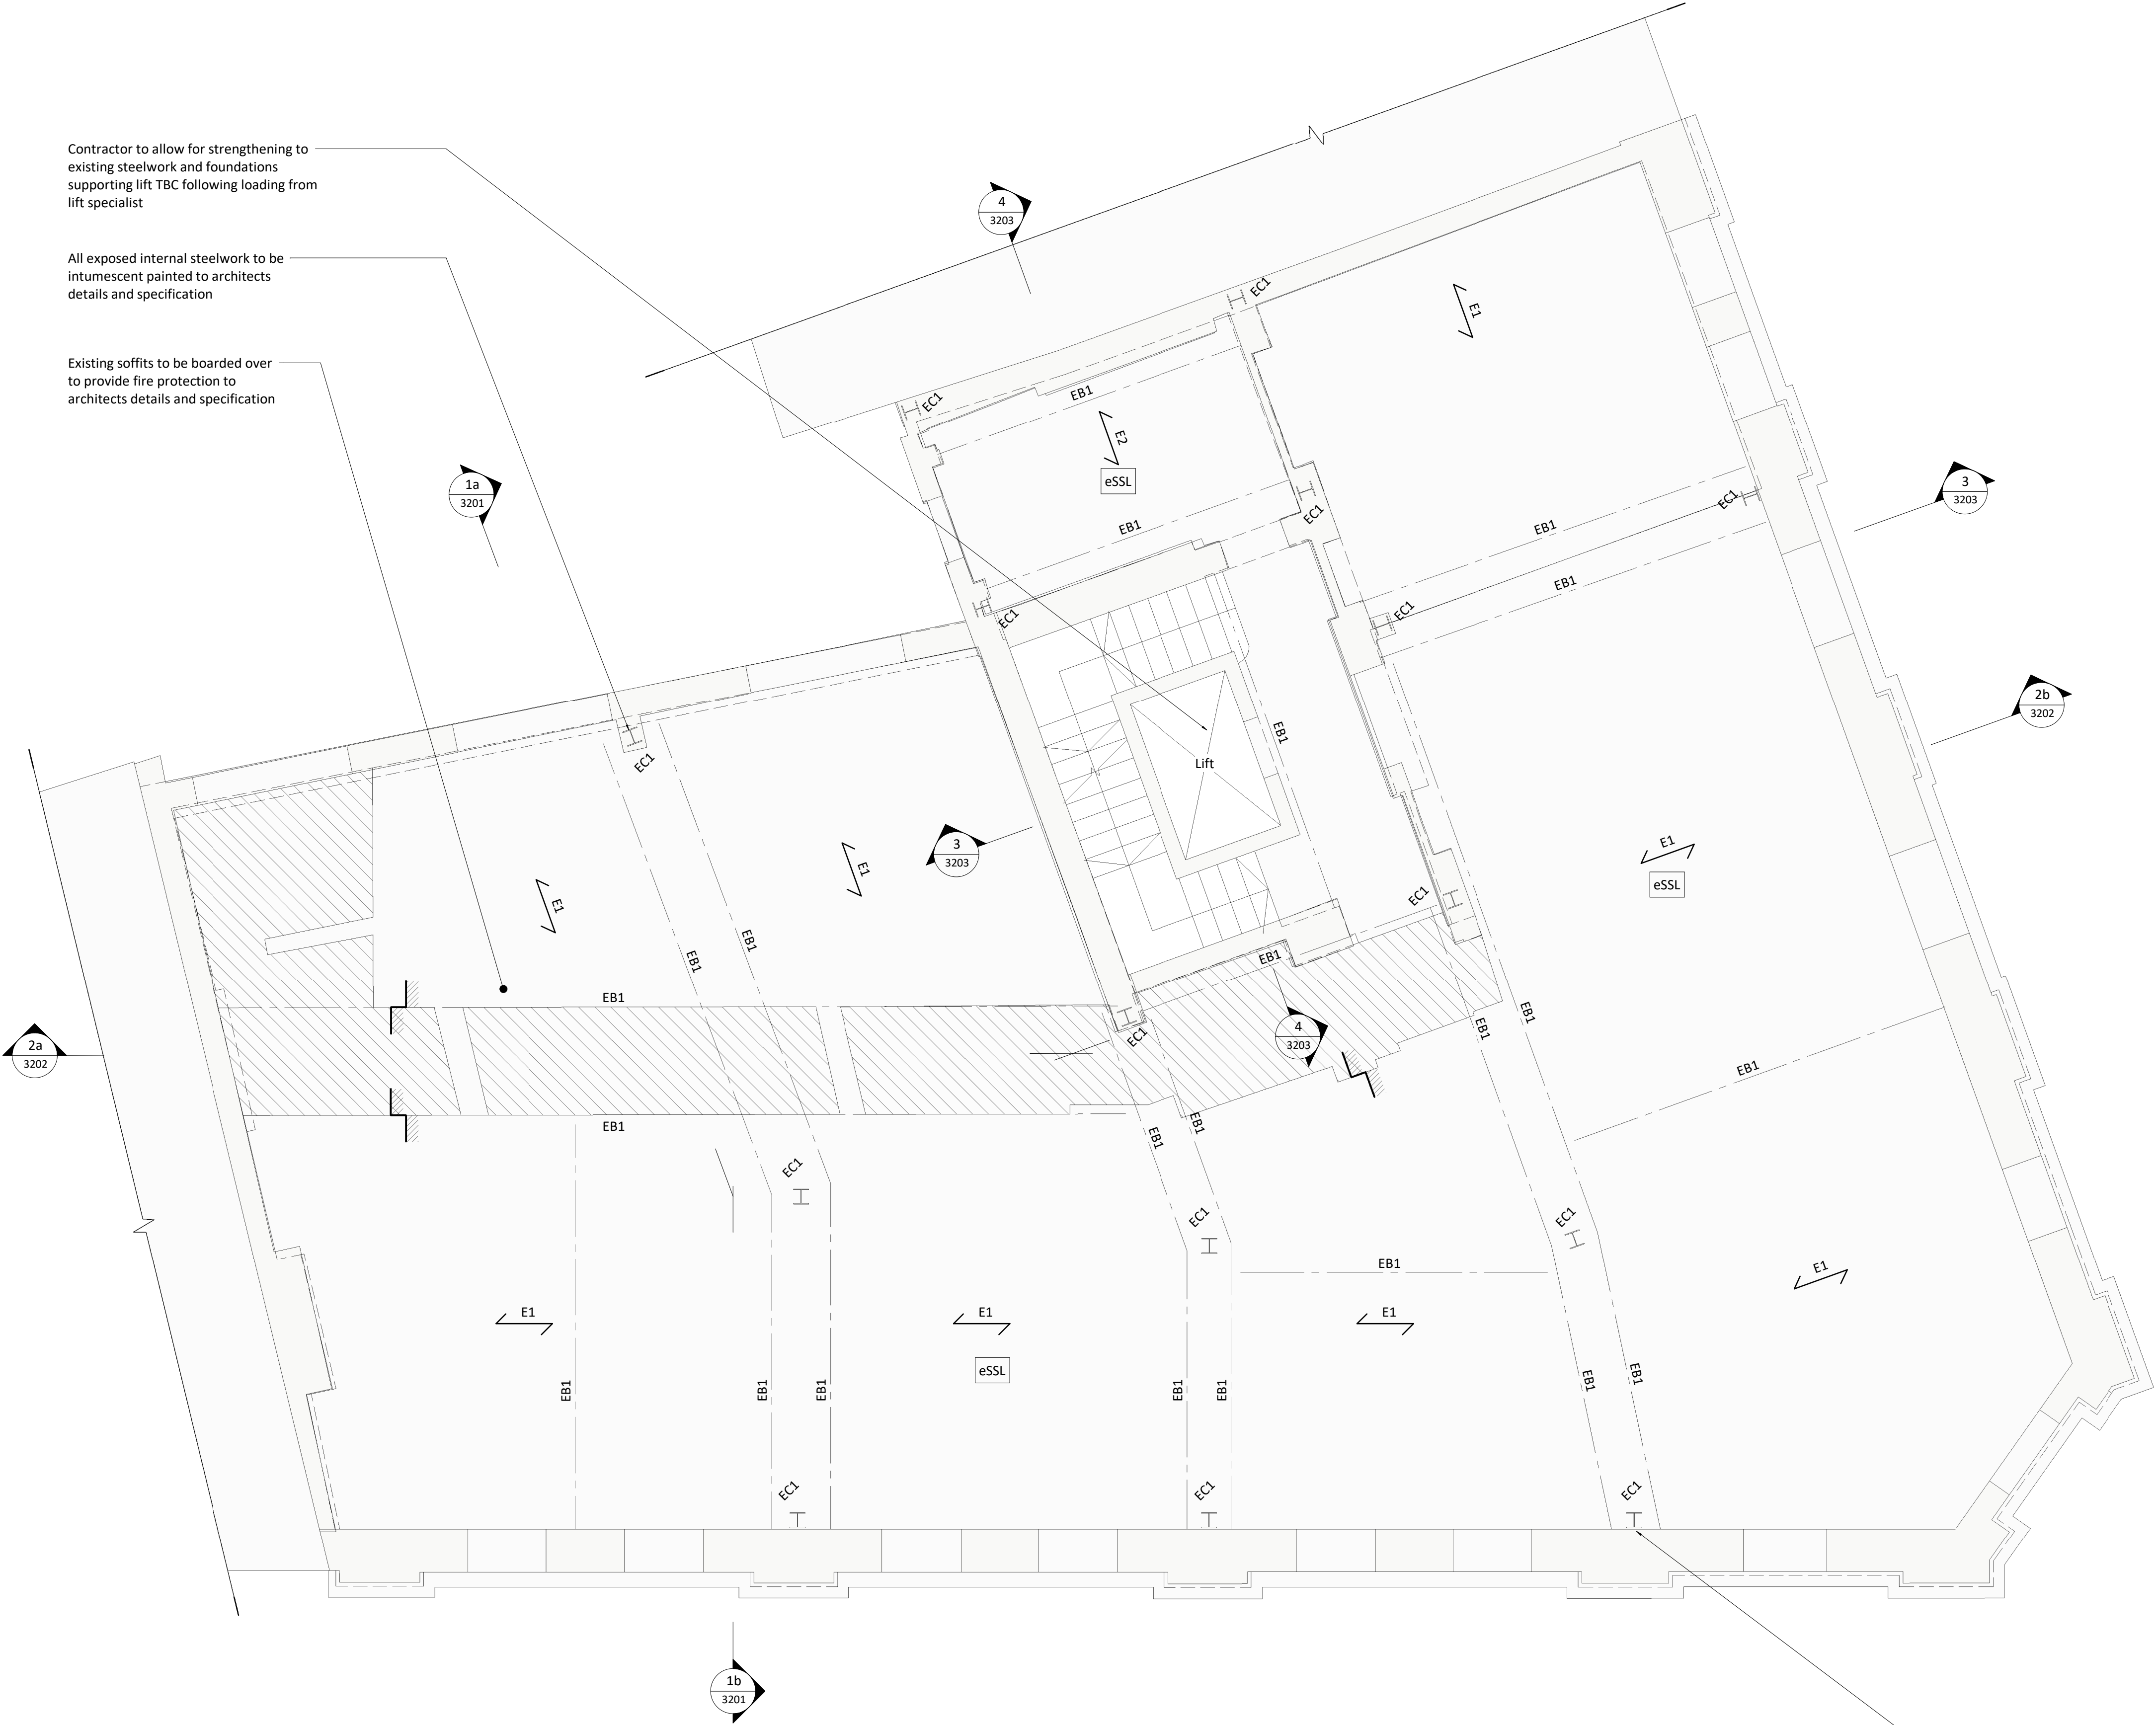 Contractor to allow for strengthening to
existing steelwork and foundations
supporting lift TBC following loading from
lift specialist
All exposed internal steelwork to be
intumescent painted to architects
details and specification
Existing soffits to be boarded over
to provide fire protection to
architects details and specification
4
3203
EC1
E1
EC1
EB1
E2
eSSL
1a
3201
3
3203
EC1
EC1
EB1
EB1
EB1
EC1
EC1
2b
3202
EB1
EC1
Lift
3
3203
E1
E1
E1
eSSL
EC1
EB1
EB1
EB1
EB1
EB1
EB1
4
3203
EC1
2a
3202
EB1
EB1
EB1
EB1
EB1
EC1
EC1
EC1
EB1
E1
E1
E1
E1
eSSL
EB1
EB1
EB1
EB1
EB1
EB1
EB1
EC1
EC1
EC1
1b
3201